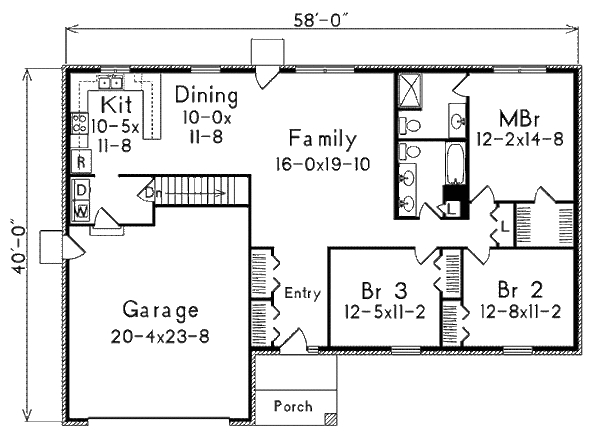 58'-0"
Kit
10-5x
11-8
Dining
10-0x
11-8
Family
16-0x19-10
MBr
12-2x14-8
R
D
W
Dn
L
L
40'-0"
Garage
20-4x23-8
Entry
Br 3
12-5x11-2
Br 2
12-8x11-2
Porch